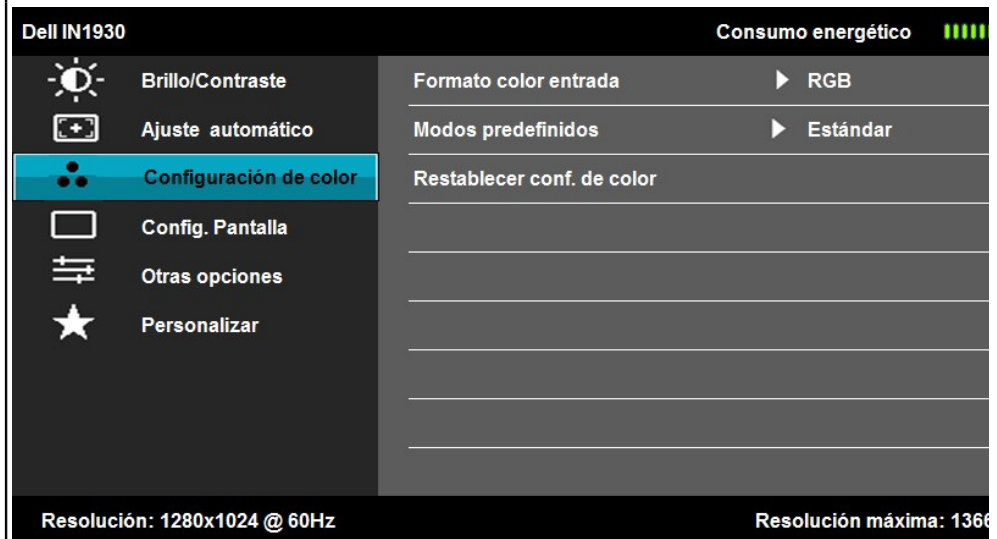 Dell IN1930 Consumo energético
Brillo/Contraste Formato color entrada RGB
Ajuste automático Modos predefinidos Estándar
Configuración de color Restablecer conf. de color
Config. Pantalla
Otras opciones
Personalizar
Resolución: 1280x1024 @ 60Hz Resolución máxima: 1366